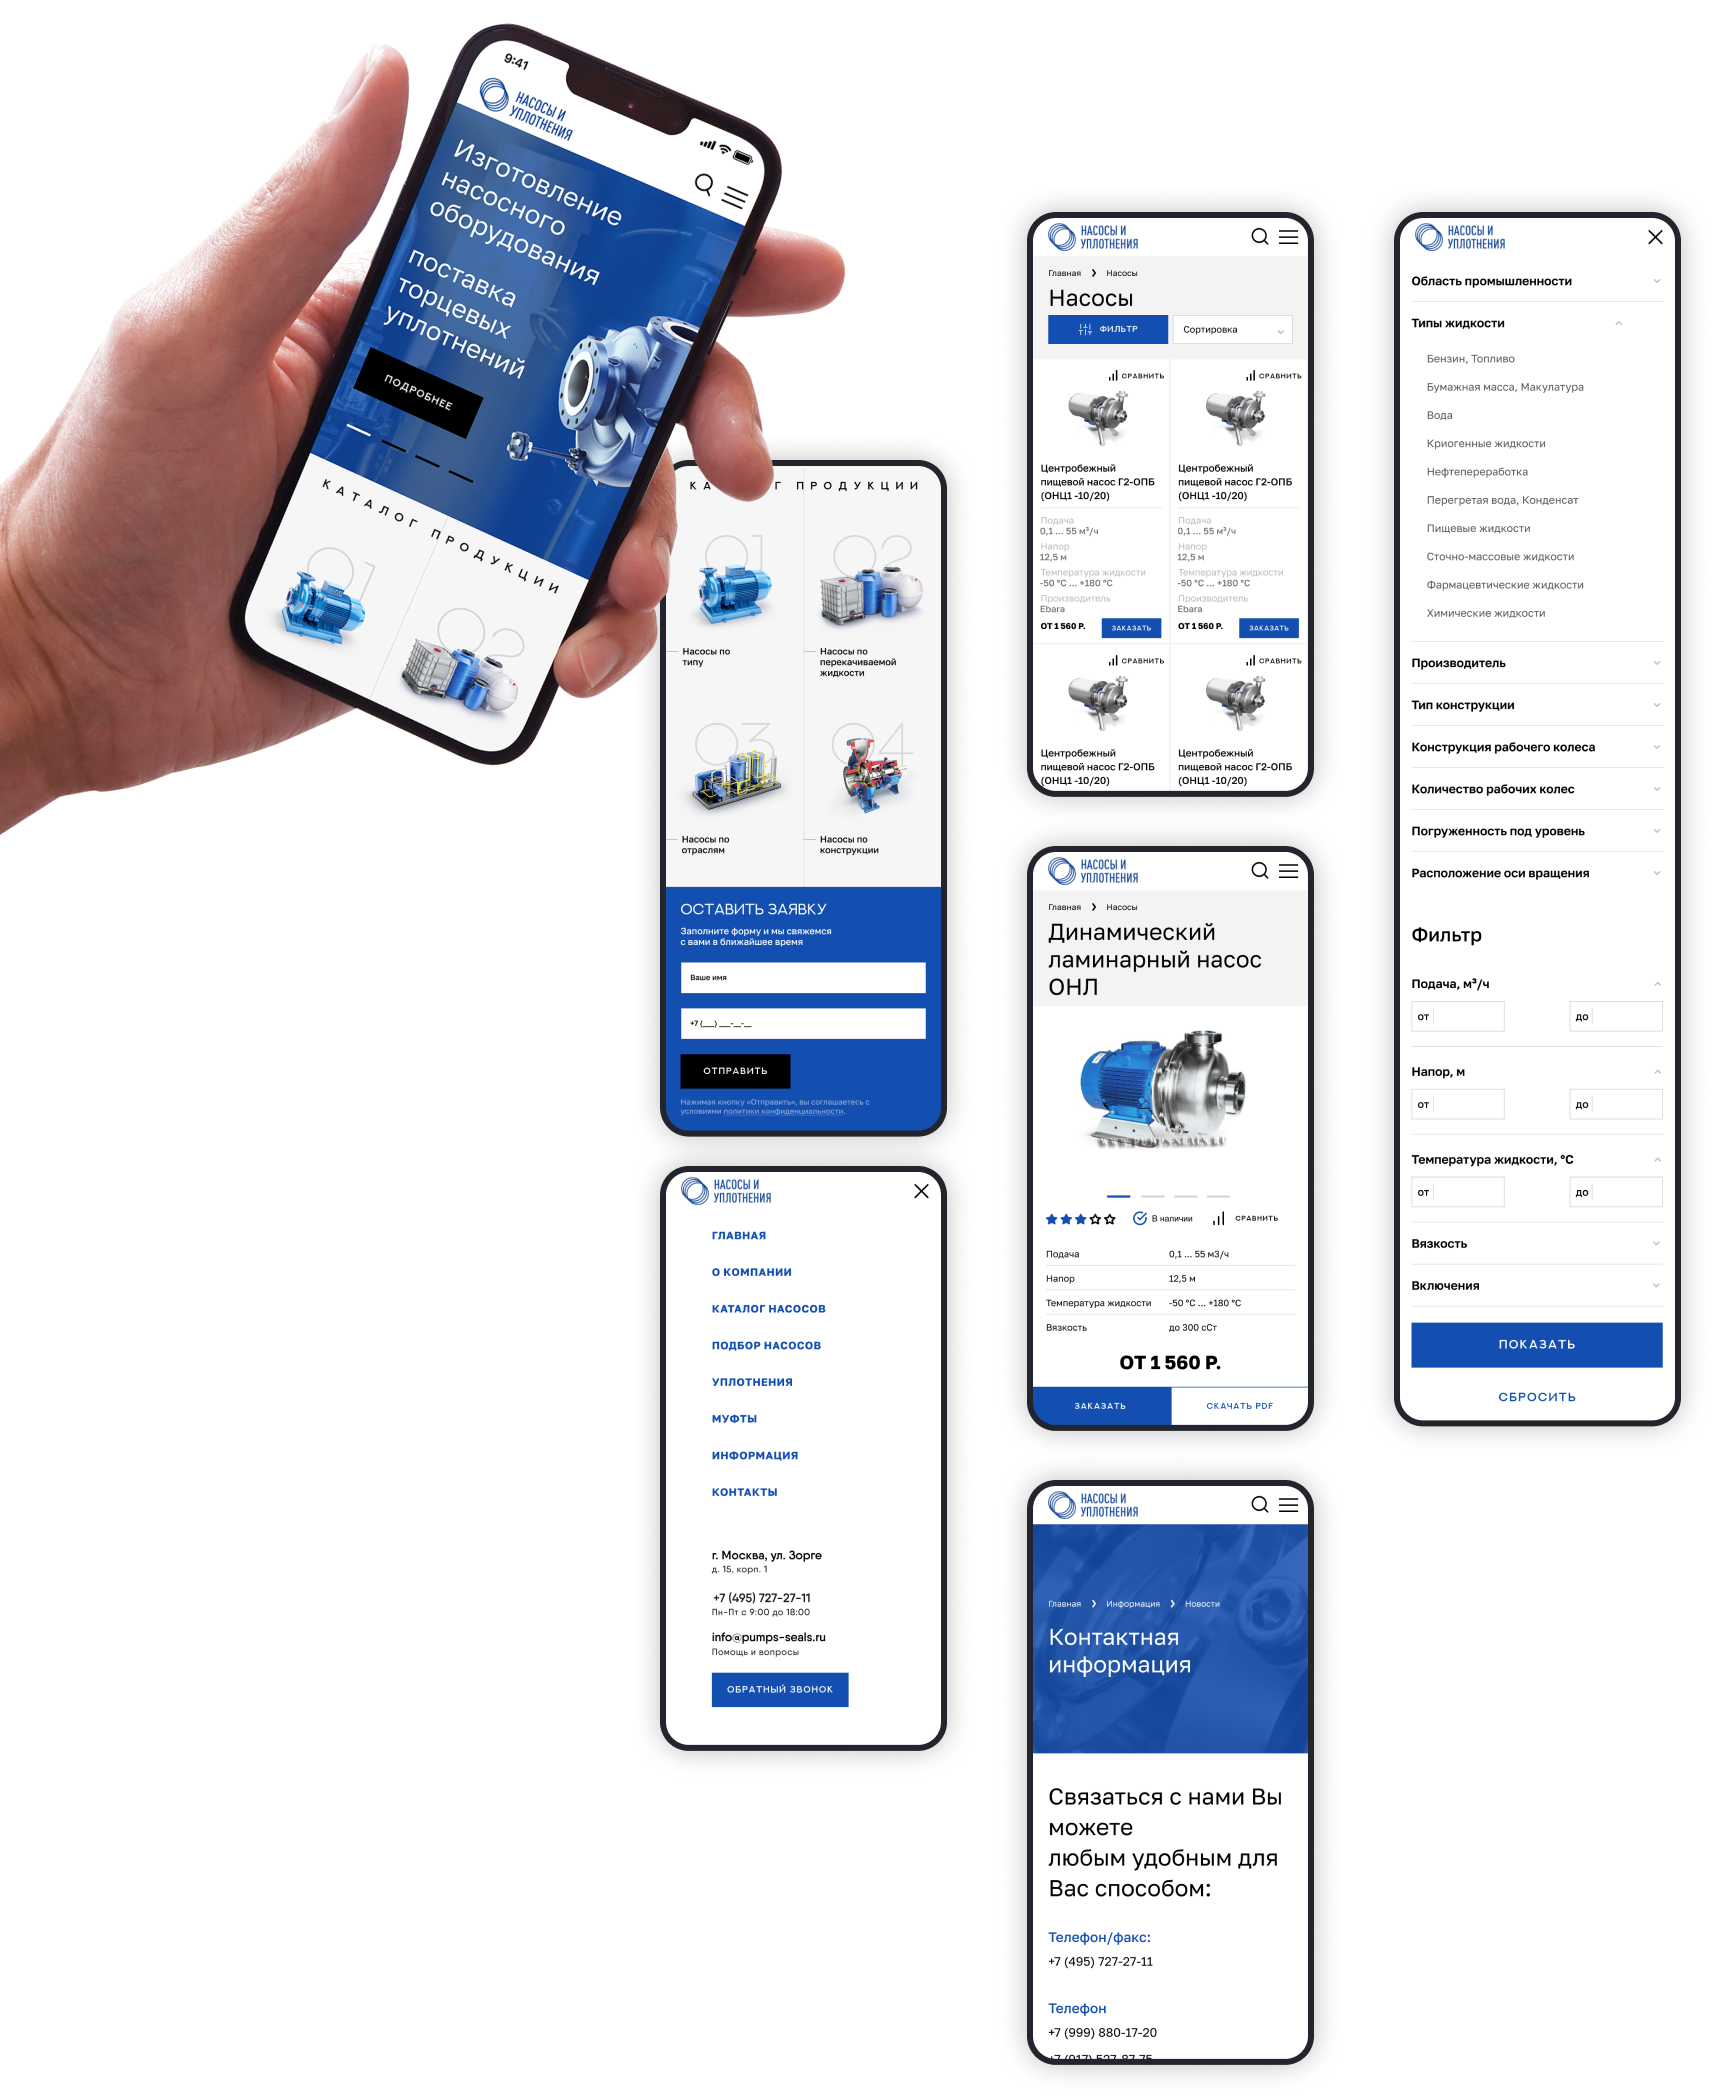 9:41
НАСОСЫ И
УПЛОТНЕНИЯ
Изготовление
насосного
оборудования
поставка
торцевых
уплотнений
ПОДРОБНЕЕ
КАТАЛОГ ПРОДУКЦИИ
01
02
КА Г ПРОДУКЦИИ
01
02
Насосы по
типу
Насосы по
перекачиваемой
жидкости
03
04
Насосы по
отраслям
Насосы по
конструкции
ОСТАВИТЬ ЗАЯВКУ
Заполните форму и мы свяжемся
с вами в ближайшее время
Ваше имя
+7 (___) ___-__-__
ОТПРАВИТЬ
Нажимая кнопку «Отправить», вы соглашаетесь с
условиями политики конфиденциальности.
НАСОСЫ И
УПЛОТНЕНИЯ
ГЛАВНАЯ
О КОМПАНИИ
КАТАЛОГ НАСОСОВ
ПОДБОР НАСОСОВ
УПЛОТНЕНИЯ
МУФТЫ
ИНФОРМАЦИЯ
КОНТАКТЫ
г. Москва, ул. Зорге
д. 15, корп. 1
+7 (495) 727-27-11
Пн-Пт с 9:00 до 18:00
info@pumps-seals.ru
Помощь и вопросы
ОБРАТНЫЙ ЗВОНОК
НАСОСЫ И
УПЛОТНЕНИЯ
Главная ❯ Насосы
Насосы
ФИЛЬТР Сортировка
СРАВНИТЬ СРАВНИТЬ
Центробежный
пищевой насос Г2-ОПБ
(ОНЦ1 -10/20)
Подача
0,1 ... 55 м³/ч
Напор
12,5 м
Температура жидкости
-50 °C ... +180 °C
Производитель
Ebara
ОТ 1 560 Р. ЗАКАЗАТЬ
Центробежный
пищевой насос Г2-ОПБ
(ОНЦ1 -10/20)
Подача
0,1 ... 55 м³/ч
Напор
12,5 м
Температура жидкости
-50 °C ... +180 °C
Производитель
Ebara
ОТ 1 560 Р. ЗАКАЗАТЬ
СРАВНИТЬ СРАВНИТЬ
Центробежный
пищевой насос Г2-ОПБ
(ОНЦ1 -10/20)
Центробежный
пищевой насос Г2-ОПБ
(ОНЦ1 -10/20)
НАСОСЫ И
УПЛОТНЕНИЯ
Главная ❯ Насосы
Динамический
ламинарный насос
ОНЛ
В наличии СРАВНИТЬ
Подача 0,1 ... 55 м3/ч
Напор 12,5 м
Температура жидкости -50 °C ... +180 °C
Вязкость до 300 сСт
ОТ 1 560 Р.
ЗАКАЗАТЬ СКАЧАТЬ PDF
НАСОСЫ И
УПЛОТНЕНИЯ
Главная ❯ Информация ❯ Новости
Контактная
информация
Связаться с нами Вы
можете
любым удобным для
Вас способом:
Телефон/факс:
+7 (495) 727-27-11
Телефон
+7 (999) 880-17-20
+7 (917) 527-87-75
НАСОСЫ И
УПЛОТНЕНИЯ
Область промышленности
Типы жидкости
Бензин, Топливо
Бумажная масса, Макулатура
Вода
Криогенные жидкости
Нефтепереработка
Перегретая вода, Конденсат
Пищевые жидкости
Сточно-массовые жидкости
Фармацевтические жидкости
Химические жидкости
Производитель
Тип конструкции
Конструкция рабочего колеса
Количество рабочих колес
Погруженность под уровень
Расположение оси вращения
Фильтр
Подача, м³/ч
от до
Напор, м
от до
Температура жидкости, °C
от до
Вязкость
Включения
ПОКАЗАТЬ
СБРОСИТЬ